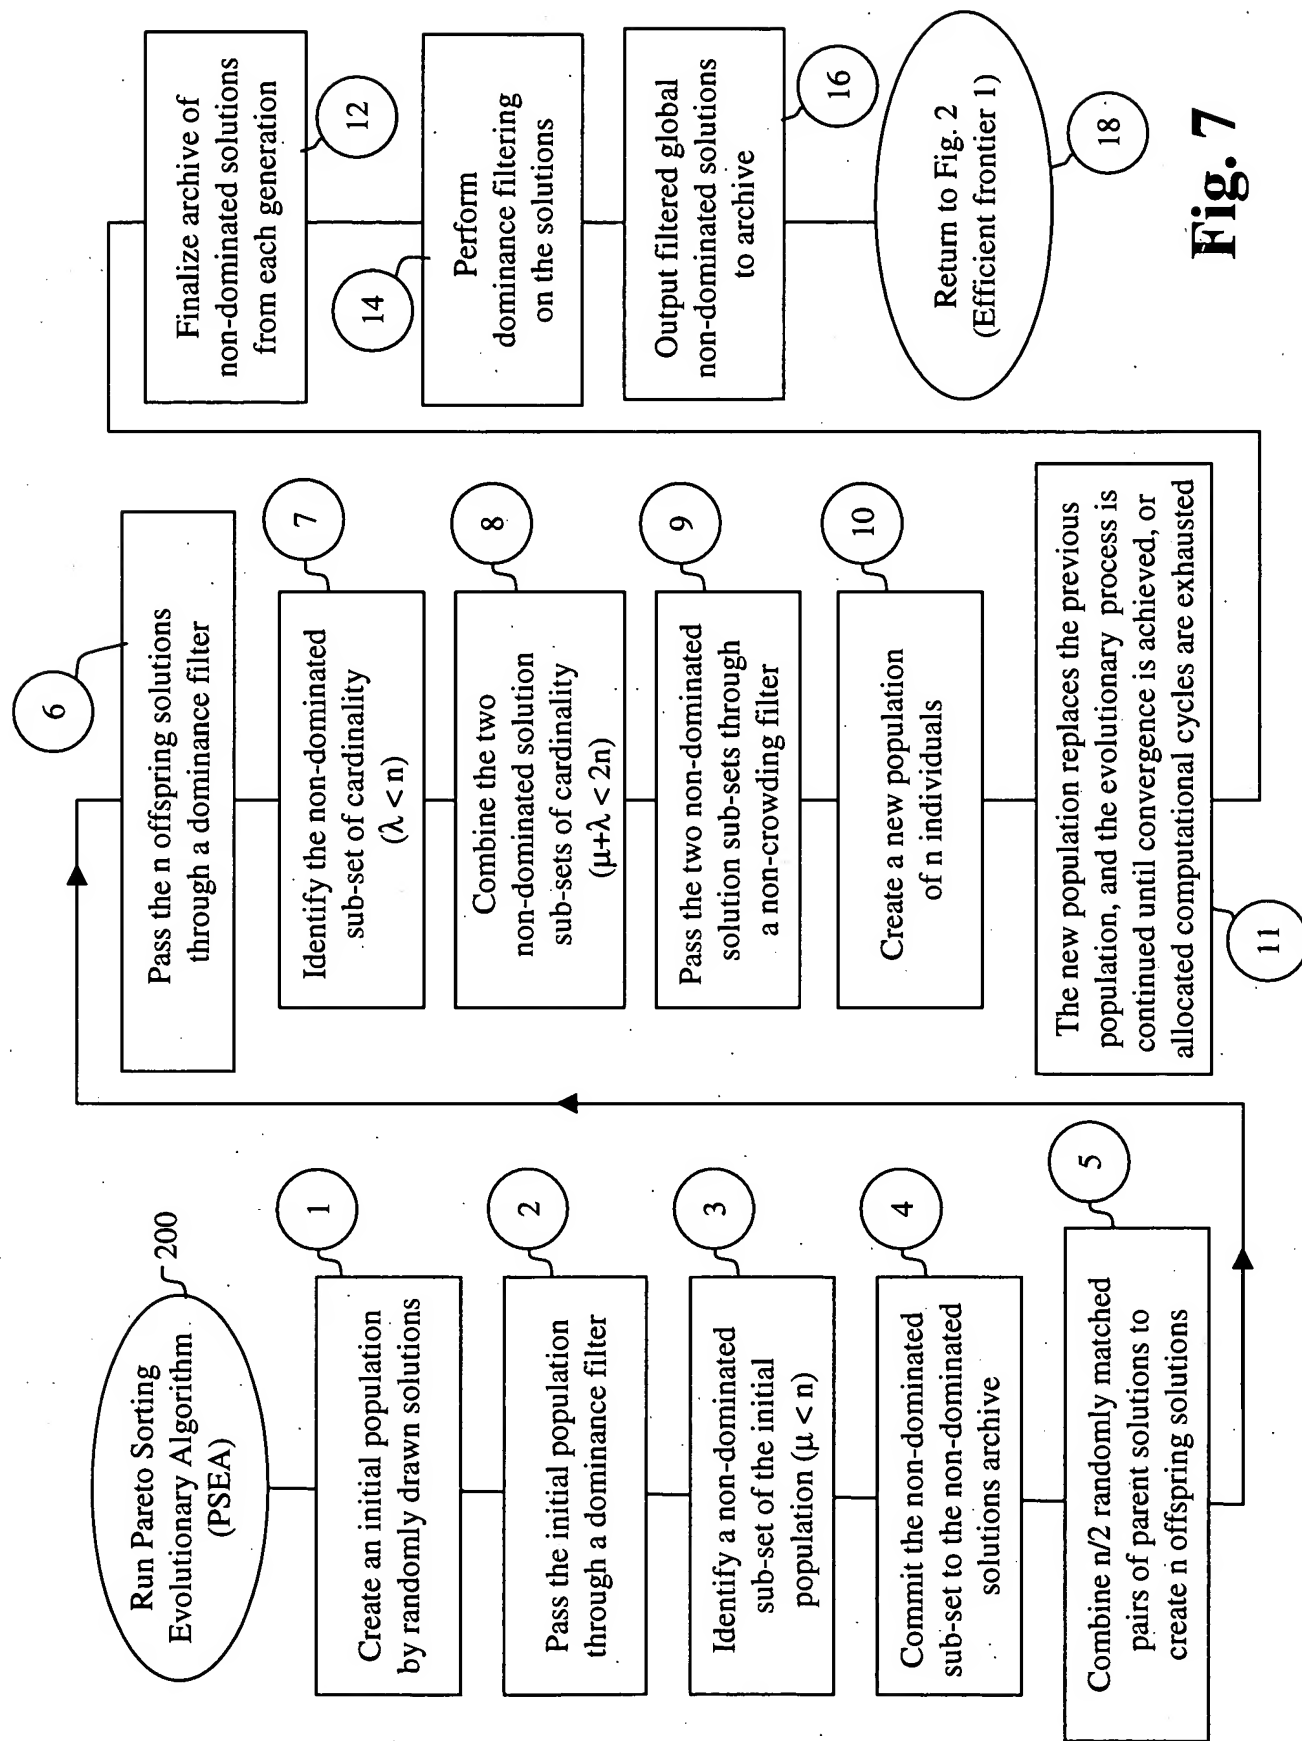 Run Pareto Sorting
Evolutionary Algorithm
(PSEA)
200
Create an initial population
by randomly drawn solutions
1
Pass the initial population
through a dominance filter
2
Identify a non-dominated
sub-set of the initial
population (μ < n)
3
Commit the non-dominated
sub-set to the non-dominated
solutions archive
4
Combine n/2 randomly matched
pairs of parent solutions to
create n offspring solutions
5
Pass the n offspring solutions
through a dominance filter
6
Identify the non-dominated
sub-set of cardinality
(λ < n)
7
Combine the two
non-dominated solution
sub-sets of cardinality
(μ+λ < 2n)
8
Pass the two non-dominated
solution sub-sets through
a non-crowding filter
9
Create a new population
of n individuals
10
The new population replaces the previous
population, and the evolutionary process is
continued until convergence is achieved, or
allocated computational cycles are exhausted
11
Finalize archive of
non-dominated solutions
from each generation
12
Perform
dominance filtering
on the solutions
14
Output filtered global
non-dominated solutions
to archive
16
Return to Fig. 2
(Efficient frontier 1)
18
Fig. 7